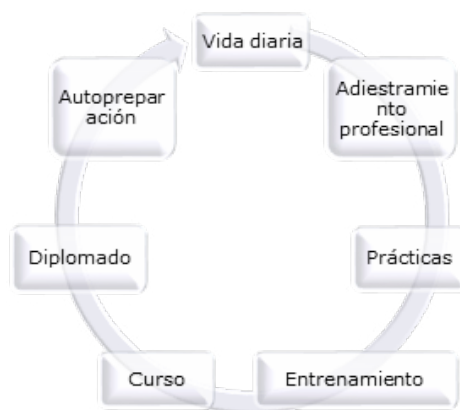 Vida diaria
Adiestramie
nto
profesional
Prácticas
Entrenamiento
Curso
Diplomado
Autoprepar
ación